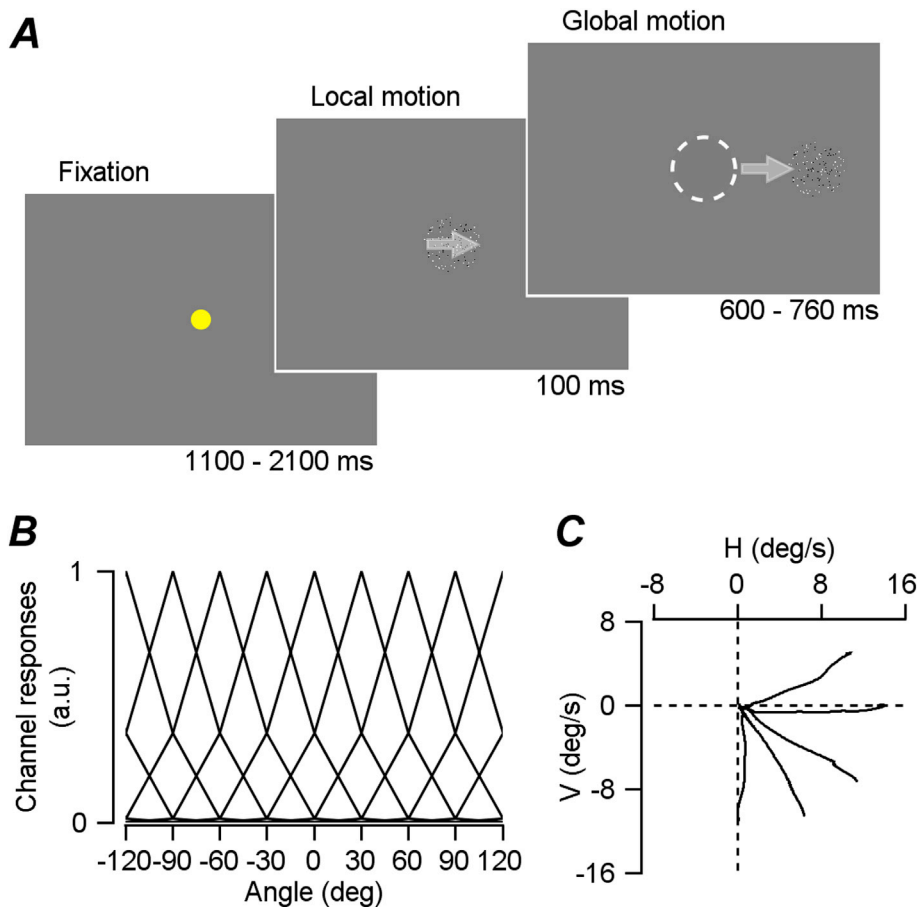 A
Global motion
Local motion
Fixation
600 - 760 ms
100 ms
1100 - 2100 ms
B
Channel responses
(a.u.)
1
0
-120 -90 -60 -30 0 30 60 90 120
Angle (deg)
C
H (deg/s)
-8 0 8 16
V (deg/s)
8
0
-8
-16